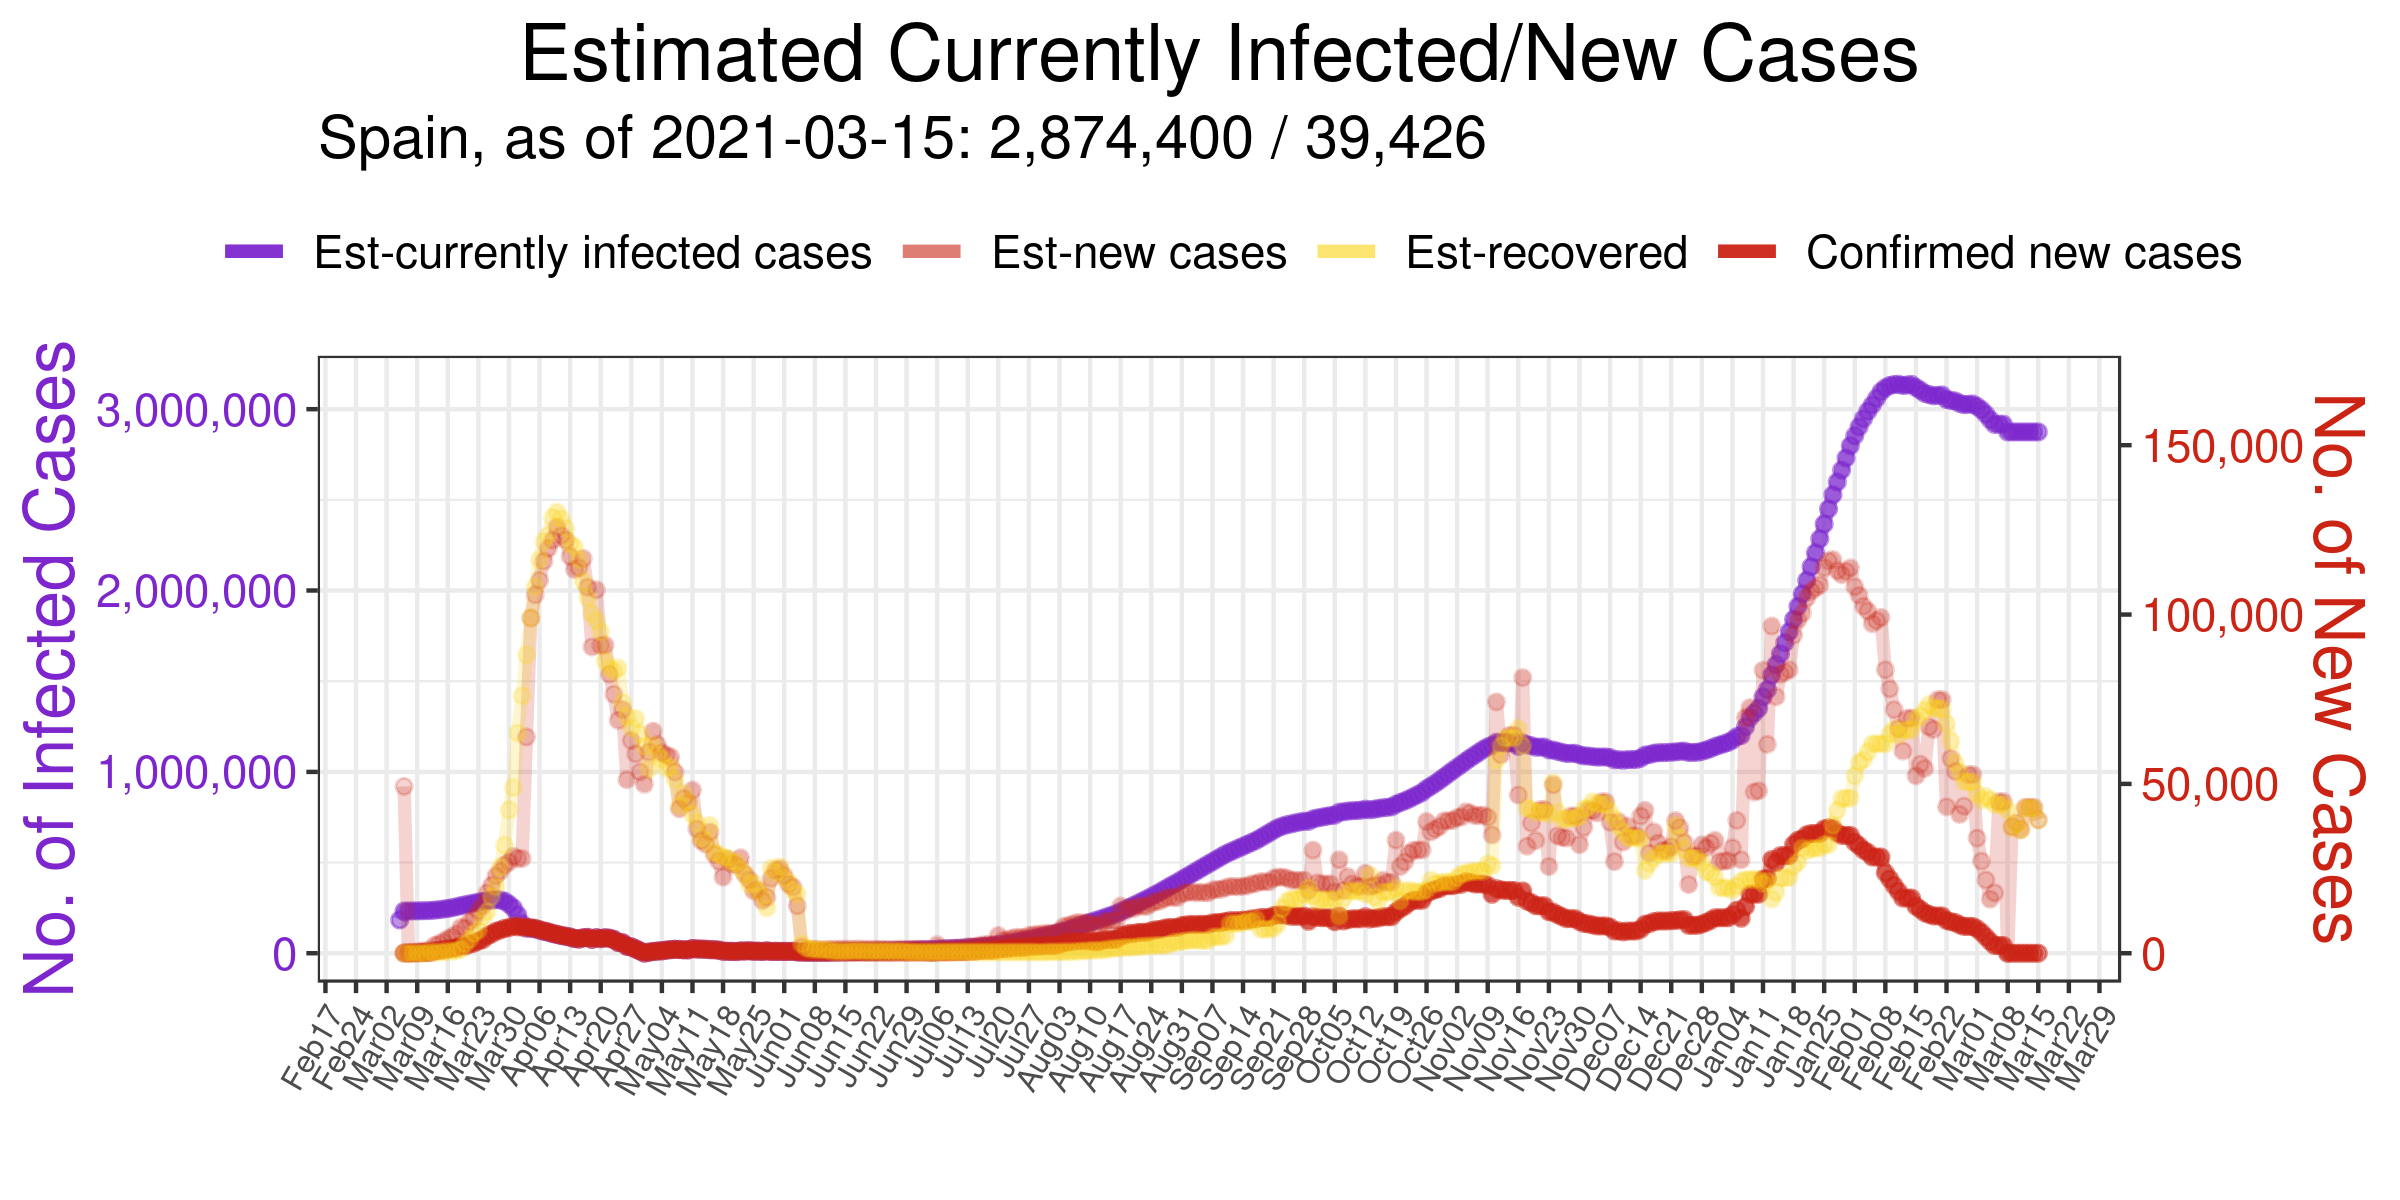 Estimated Currently Infected/New Cases
Spain, as of 2021-03-15: 2,874,400 / 39,426
Est-currently infected cases Est-new cases Est-recovered Confirmed new cases
No. of Infected Cases
3,000,000
2,000,000
1,000,000
0
150,000
100,000
50,000
0
No. of New Cases
Feb17 Feb24 Mar02 Mar09 Mar16 Mar23 Mar30 Apr06 Apr13 Apr20 Apr27 May04 May11 May18 May25 Jun01 Jun08 Jun15 Jun22 Jun29 Jul06 Jul13 Jul20 Jul27 Aug03 Aug10 Aug17 Aug24 Aug31 Sep07 Sep14 Sep21 Sep28 Oct05 Oct12 Oct19 Oct26 Nov02 Nov09 Nov16 Nov23 Nov30 Dec07 Dec14 Dec21 Dec28 Jan04 Jan11 Jan18 Jan25 Feb01 Feb08 Feb15 Feb22 Mar01 Mar08 Mar15 Mar22 Mar29